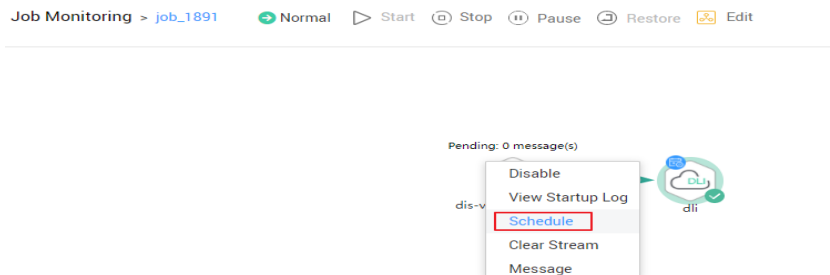 Job Monitoring > job_1891 Normal Start Stop Pause Restore Edit
Pending: 0 message(s)
Disable
DLI
View Startup Log
dis-v
dli
Schedule
Clear Stream
Message